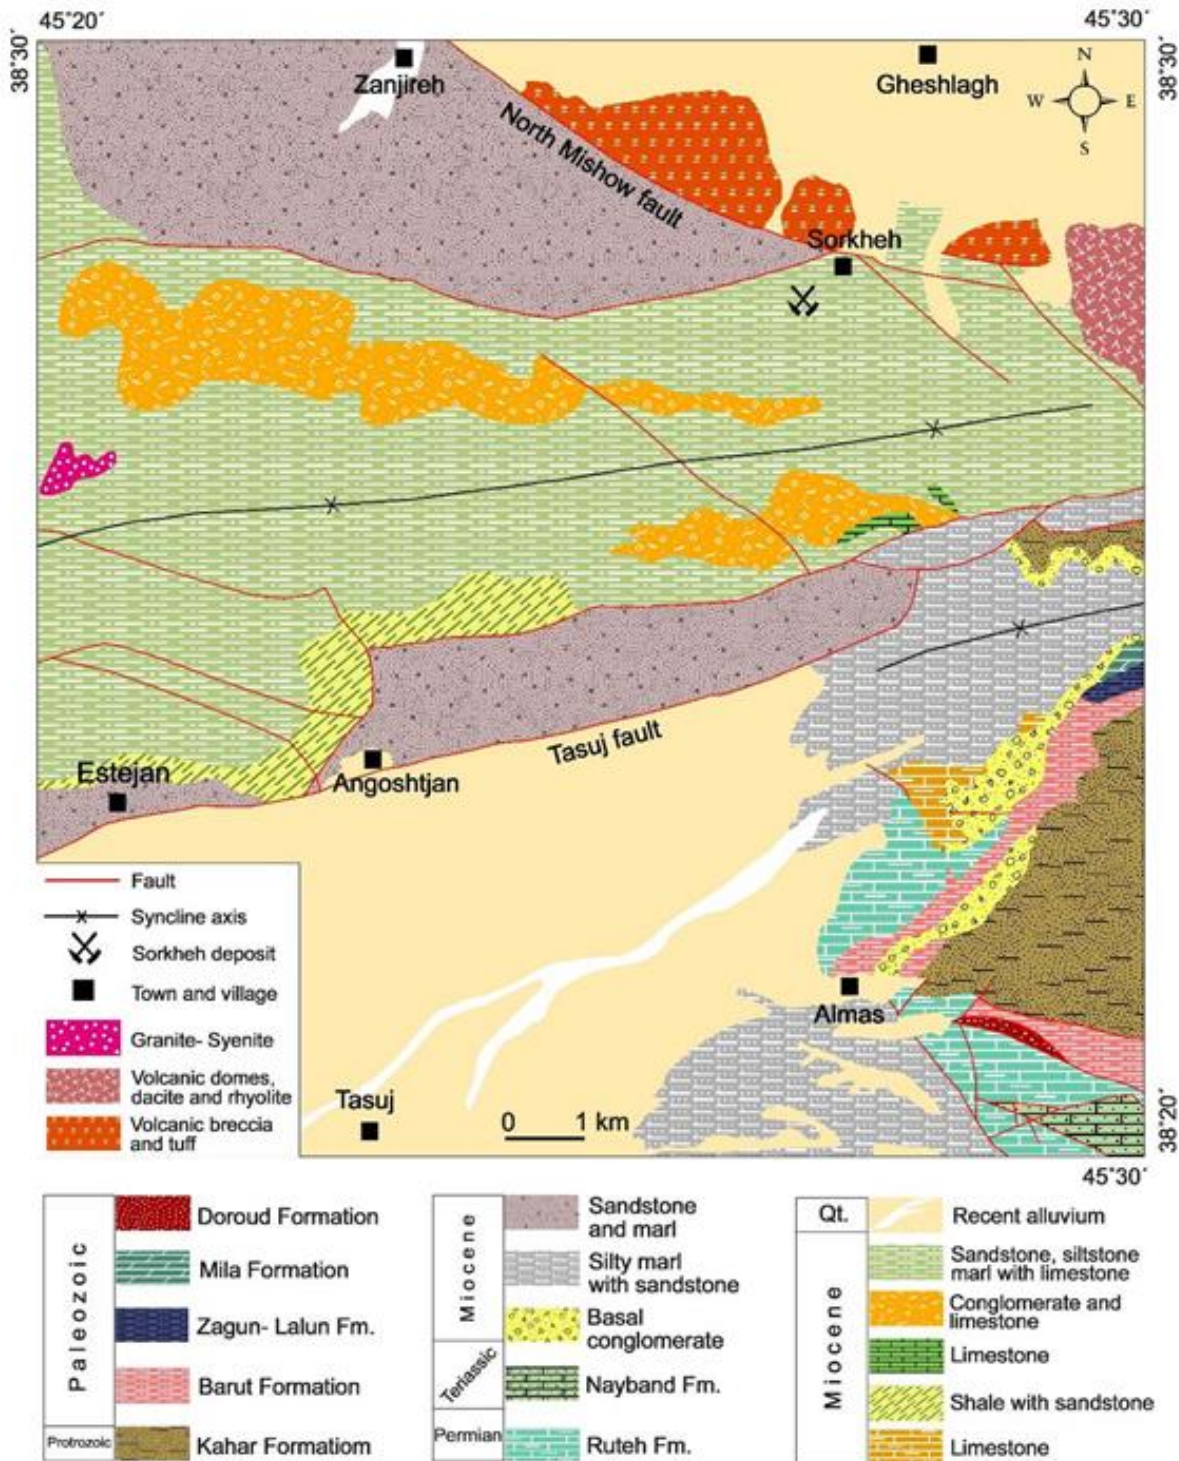 45°20´
45°30´
38°30´
38°30´
Zanjireh
Gheshlagh
N
W
E
S
North Mishow fault
Sorkheh
Tasuj fault
Estejan
Angoshtjan
Almas
Tasuj
0 1 km
38°20´
45°30´
Fault
Syncline axis
Sorkheh deposit
Town and village
Granite- Syenite
Volcanic domes,
dacite and rhyolite
Volcanic breccia
and tuff
Paleozoic
Protrozoic
Doroud Formation
Mila Formation
Zagun- Lalun Fm.
Barut Formation
Kahar Formatiom
Miocene
Teriassic
Permian
Sandstone
and marl
Silty marl
with sandstone
Basal
conglomerate
Nayband Fm.
Ruteh Fm.
Qt.
Miocene
Recent alluvium
Sandstone, siltstone
marl with limestone
Conglomerate and
limestone
Limestone
Shale with sandstone
Limestone